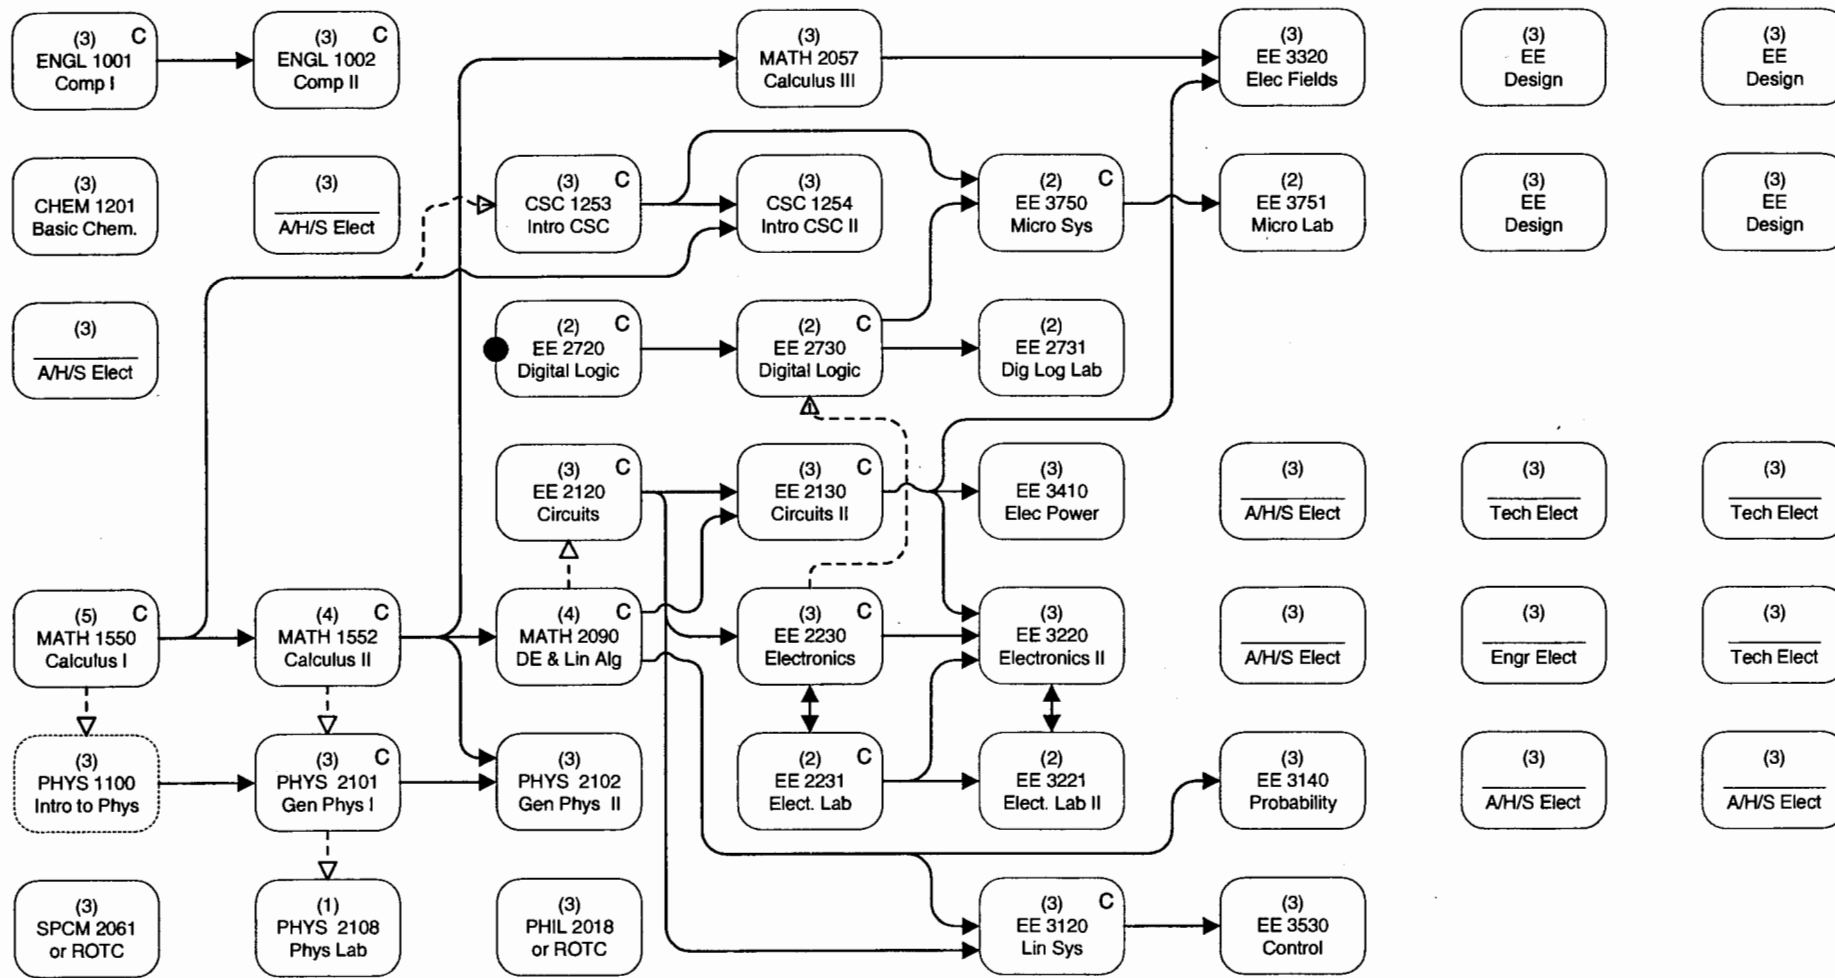 (3) C
ENGL 1001
Comp I
(3) C
ENGL 1002
Comp II
(3)
MATH 2057
Calculus III
(3)
EE 3320
Elec Fields
(3)
EE
Design
(3)
EE
Design
(3)
CHEM 1201
Basic Chem.
(3)
A/H/S Elect
(3) C
CSC 1253
Intro CSC
(3)
CSC 1254
Intro CSC II
(2) C
EE 3750
Micro Sys
(2)
EE 3751
Micro Lab
(3)
EE
Design
(3)
EE
Design
(3)
A/H/S Elect
(2) C
EE 2720
Digital Logic
(2) C
EE 2730
Digital Logic
(2)
EE 2731
Dig Log Lab
(3) C
EE 2120
Circuits
(3) C
EE 2130
Circuits II
(3)
EE 3410
Elec Power
(3)
A/H/S Elect
(3)
Tech Elect
(3)
Tech Elect
(5) C
MATH 1550
Calculus I
(4) C
MATH 1552
Calculus II
(4) C
MATH 2090
DE & Lin Alg
(3) C
EE 2230
Electronics
(3)
EE 3220
Electronics II
(3)
A/H/S Elect
(3)
Engr Elect
(3)
Tech Elect
(3)
PHYS 1100
Intro to Phys
(3) C
PHYS 2101
Gen Phys I
(3)
PHYS 2102
Gen Phys II
(2) C
EE 2231
Elect. Lab
(2)
EE 3221
Elect. Lab II
(3)
EE 3140
Probability
(3)
A/H/S Elect
(3)
A/H/S Elect
(3)
SPCM 2061
or ROTC
(1)
PHYS 2108
Phys Lab
(3)
PHIL 2018
or ROTC
(3) C
EE 3120
Lin Sys
(3)
EE 3530
Control